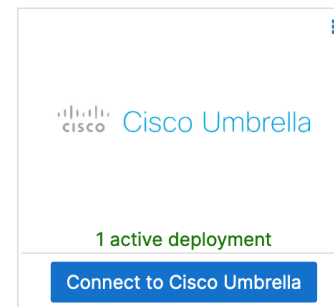 cisco Cisco Umbrella
1 active deployment
Connect to Cisco Umbrella